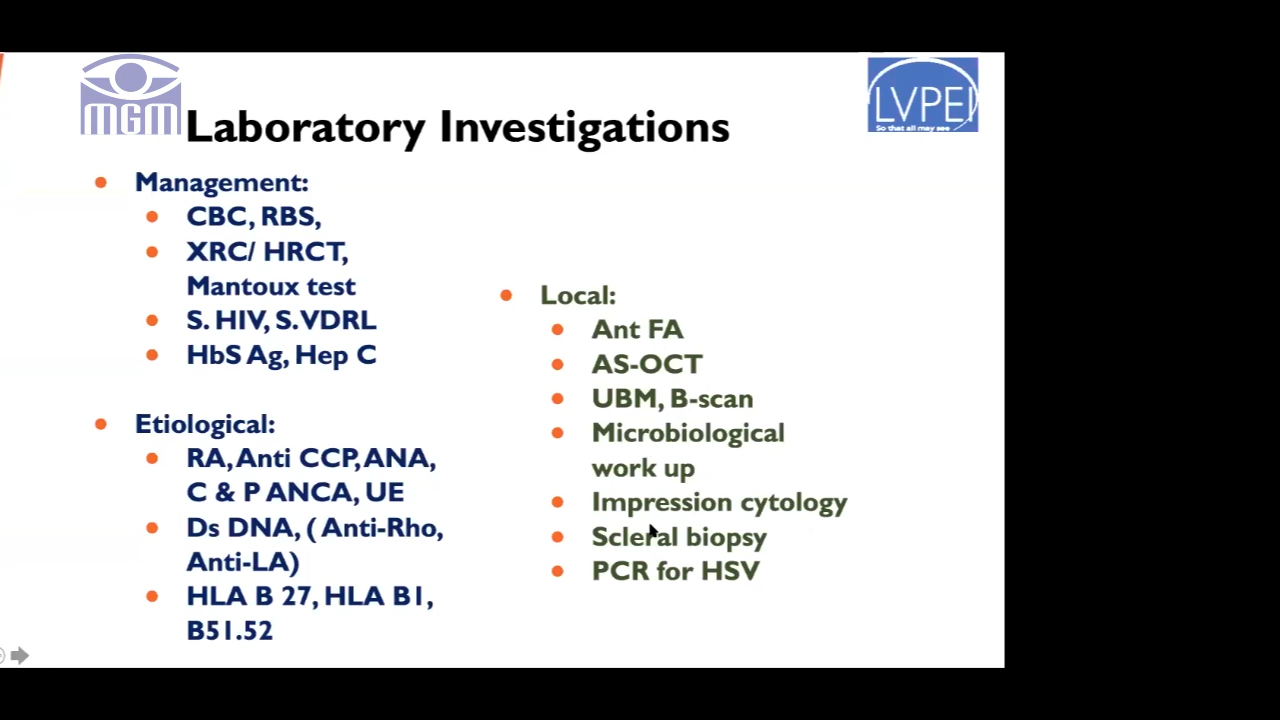 MGM
LVPEI
So that all may see
Laboratory Investigations
Management:
CBC, RBS,
XRC/ HRCT,
Mantoux test
S. HIV, S. VDRL
HbS Ag, Hep C
Etiological:
RA, Anti CCP, ANA,
C & P ANCA, UE
Ds DNA, ( Anti-Rho,
Anti-LA)
HLA B 27, HLA B1,
B51.52
Local:
Ant FA
AS-OCT
UBM, B-scan
Microbiological
work up
Impression cytology
Scleral biopsy
PCR for HSV